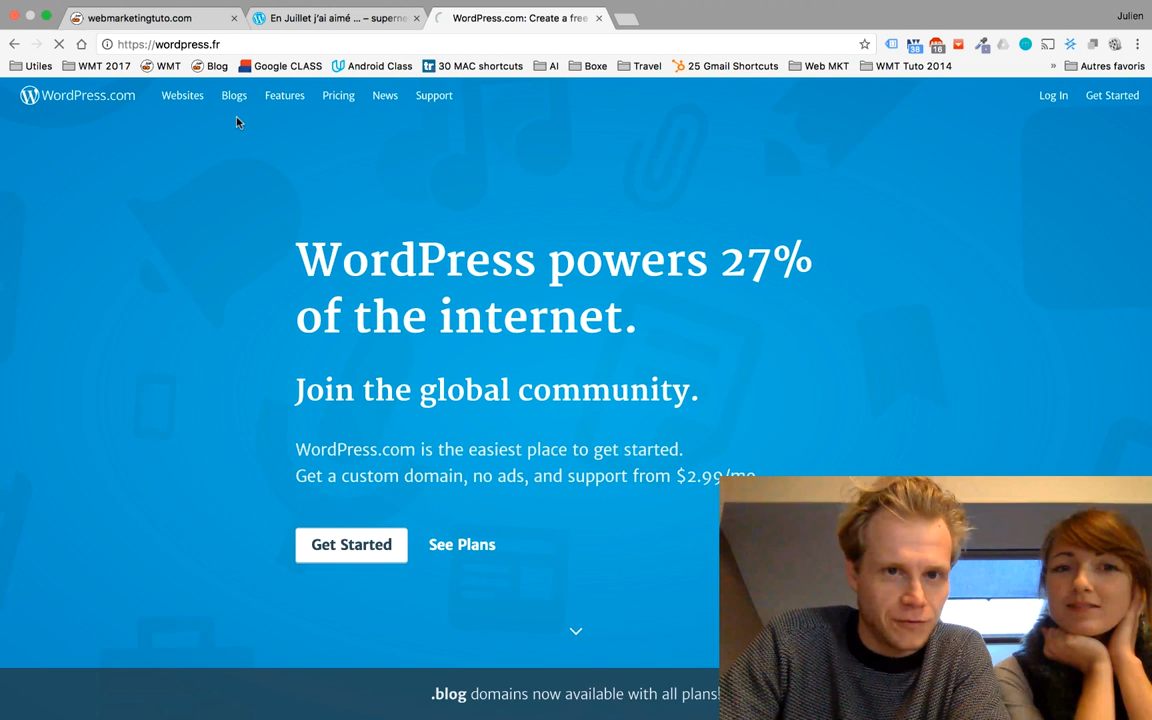 webmarketingtuto.com
En Juillet j'ai aimé ... – superne
WordPress.com: Create a free
Julien
https://wordpress.fr
38
16
Utiles
WMT 2017
WMT
Blog
Google CLASS
Android Class
tr 30 MAC shortcuts
AI
Boxe
Travel
25 Gmail Shortcuts
Web MKT
WMT Tuto 2014
»
Autres favoris
WordPress.com
Websites
Blogs
Features
Pricing
News
Support
Log In
Get Started
WordPress powers 27%
of the internet.
Join the global community.
WordPress.com is the easiest place to get started.
Get a custom domain, no ads, and support from $2.99/mo
Get Started
See Plans
.blog domains now available with all plans!